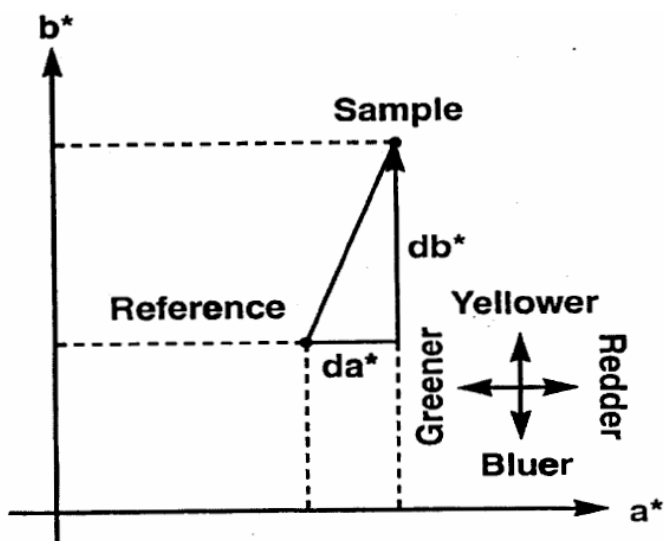 b*
Sample
db*
Reference
Yellower
da*
Greener
Redder
Bluer
a*